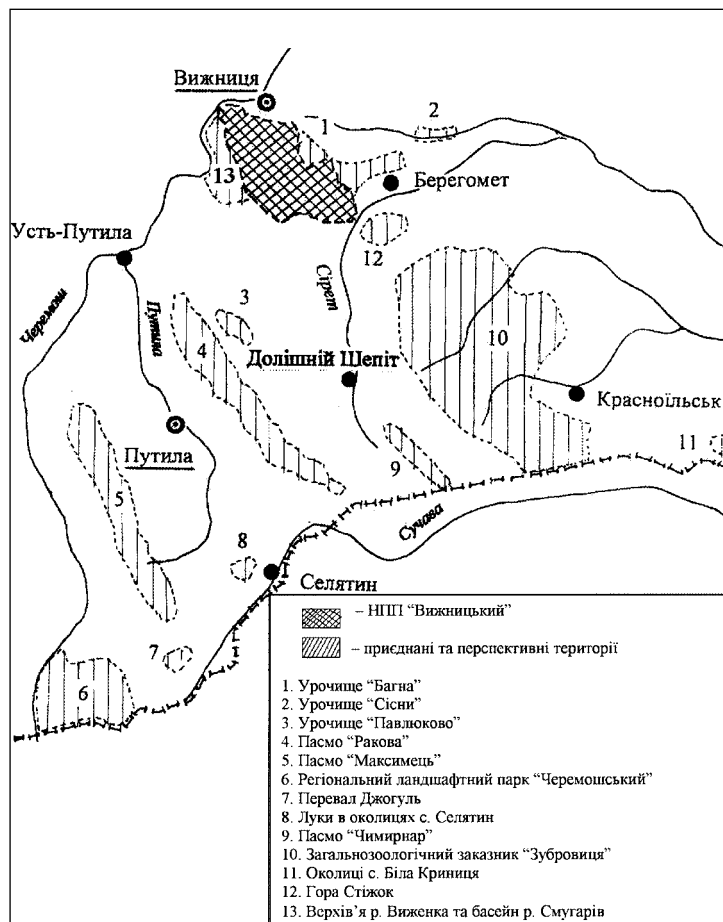 Вижниця
2
1
13
Берегомет
Усть-Путила
12
Сірет
3
Черемош
Путила
4
10
Долішній Шепіт
Красноїльськ
Путила
11
9
5
Сучава
8
Селятин
7
6
– НПП “Вижницький”
– приєднані та перспективні території
1. Урочище “Багна”
2. Урочище “Сісни”
3. Урочище “Павлюково”
4. Пасмо “Ракова”
5. Пасмо “Максимець”
6. Регіональний ландшафтний парк “Черемошський”
7. Перевал Джогуль
8. Луки в околицях с. Селятин
9. Пасмо “Чимирнар”
10. Загальнозоологічний заказник “Зубровиця”
11. Околиці с. Біла Криниця
12. Гора Стіжок
13. Верхів'я р. Виженка та басейн р. Смугарів